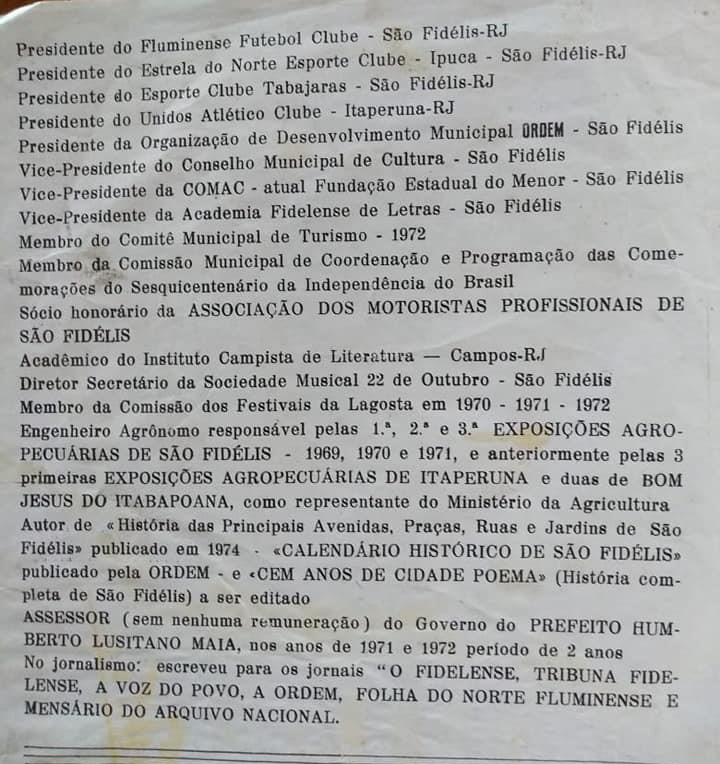 Presidente do Fluminense Futebol Clube - São Fidélis-RJ
Presidente do Estrela do Norte Esporte Clube - Ipuca - São Fidélis-RJ
Presidente do Esporte Clube Tabajaras - São Fidélis-RJ
Presidente do Unidos Atlético Clube - Itaperuna-RJ
Presidente da Organização de Desenvolvimento Municipal ORDEM - São Fidélis
Vice-Presidente do Conselho Municipal de Cultura - São Fidélis
Vice-Presidente da COMAC - atual Fundação Estadual do Menor - São Fidélis
Vice-Presidente da Academia Fidelense de Letras - São Fidélis
Membro do Comitê Municipal de Turismo - 1972
Membro da Comissão Municipal de Coordenação e Programação das Come-
morações do Sesquicentenário da Independência do Brasil
Sócio honorário da ASSOCIAÇÃO DOS MOTORISTAS PROFISSIONAIS DE
SÃO FIDÉLIS
Acadêmico do Instituto Campista de Literatura — Campos-RJ
Diretor Secretário da Sociedade Musical 22 de Outubro - São Fidélis
Membro da Comissão dos Festivais da Lagosta em 1970 - 1971 - 1972
Engenheiro Agrônomo responsável pelas 1.ª, 2.ª e 3.ª EXPOSIÇÕES AGRO-
PECUÁRIAS DE SÃO FIDÉLIS - 1969, 1970 e 1971, e anteriormente pelas 3
primeiras EXPOSIÇÕES AGROPECUÁRIAS DE ITAPERUNA e duas de BOM
JESUS DO ITABAPOANA, como representante do Ministério da Agricultura
Autor de «História das Principais Avenidas, Praças, Ruas e Jardins de São
Fidélis» publicado em 1974 - «CALENDÁRIO HISTÓRICO DE SÃO FIDÉLIS»
publicado pela ORDEM - e «CEM ANOS DE CIDADE POEMA» (História com-
pleta de São Fidélis) a ser editado
ASSESSOR (sem nenhuma remuneração) do Governo do PREFEITO HUM-
BERTO LUSITANO MAIA, nos anos de 1971 e 1972 período de 2 anos
No jornalismo: escreveu para os jornais "O FIDELENSE, TRIBUNA FIDE-
LENSE, A VOZ DO POVO, A ORDEM, FOLHA DO NORTE FLUMINENSE E
MENSÁRIO DO ARQUIVO NACIONAL.